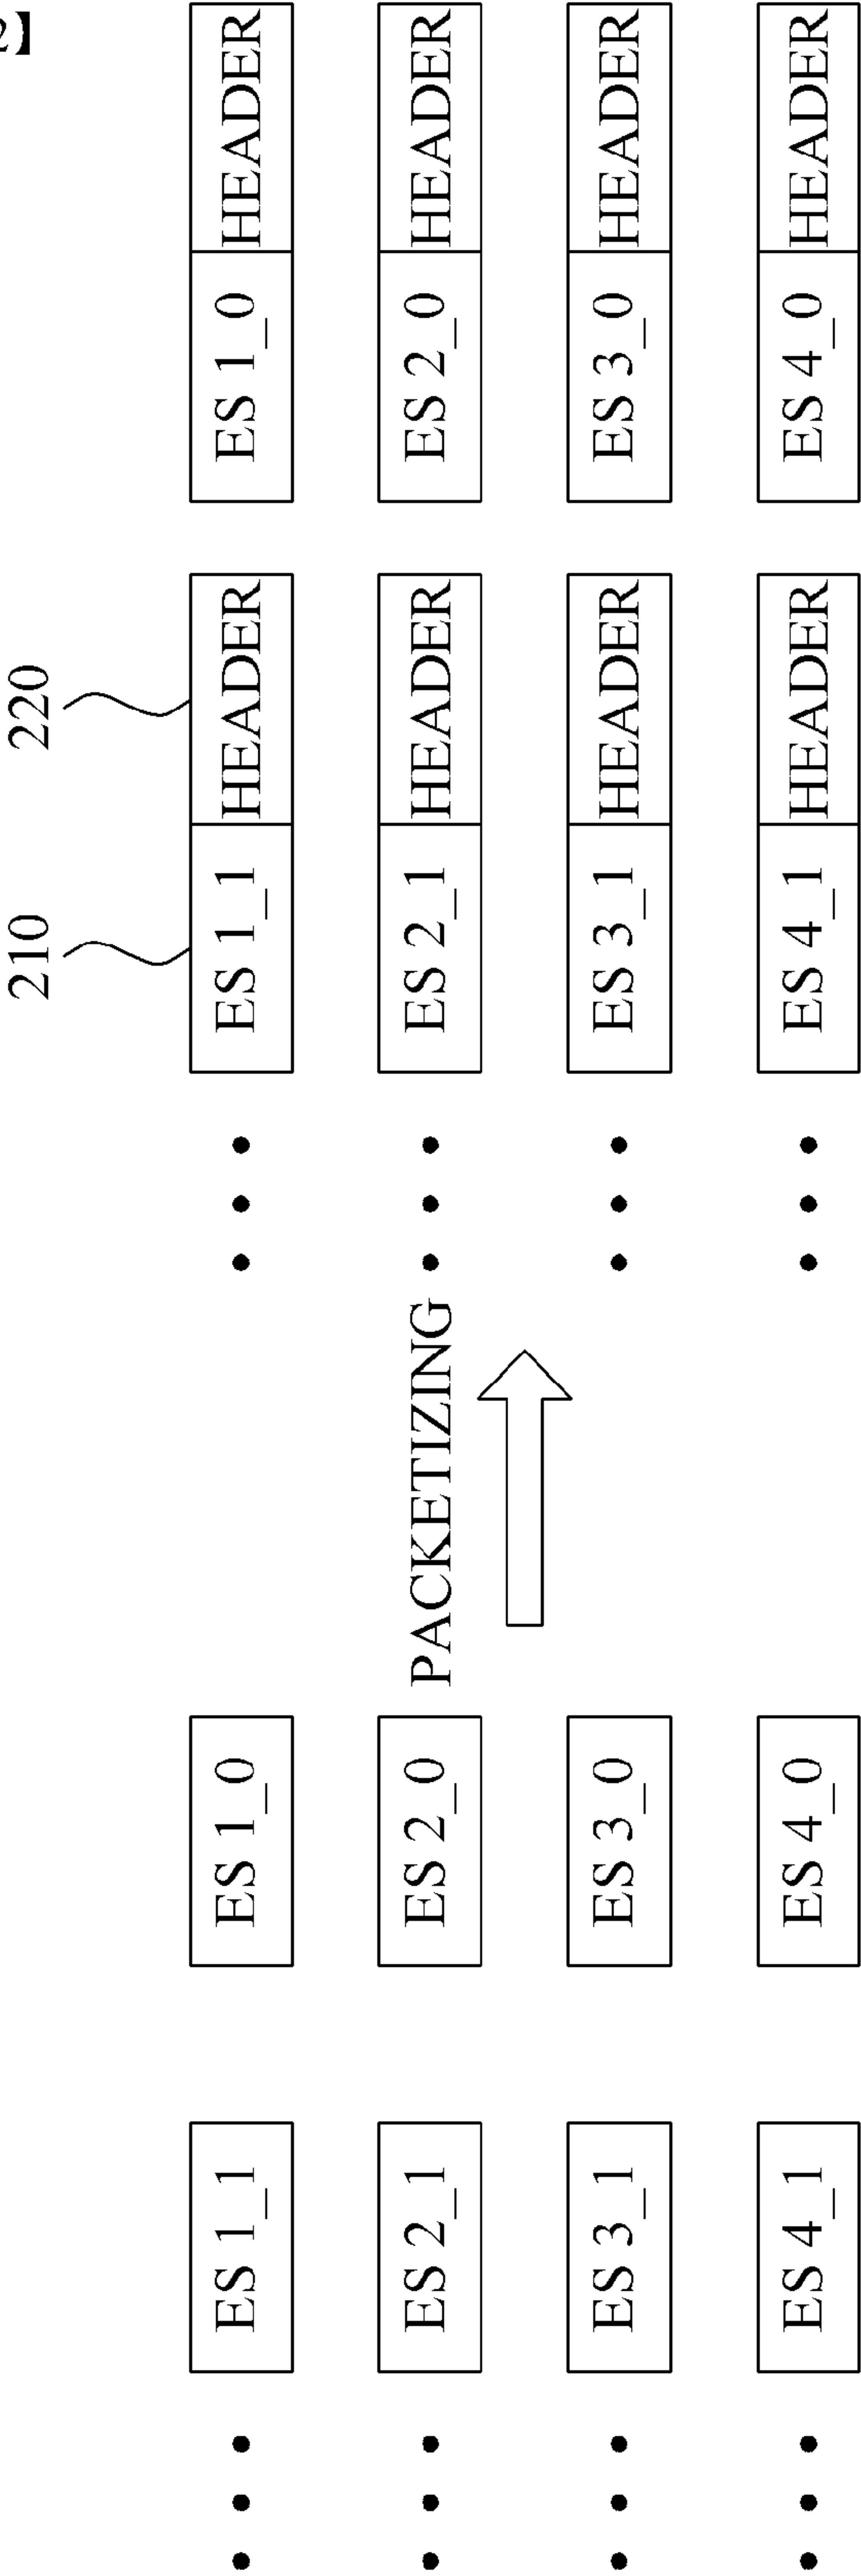 2】
210 220
ES 1_1 ES 1_0 ES 1_1 HEADER ES 1_0 HEADER
ES 2_1 ES 2_0 PACKETIZING ES 2_1 HEADER ES 2_0 HEADER
ES 3_1 ES 3_0 ES 3_1 HEADER ES 3_0 HEADER
ES 4_1 ES 4_0 ES 4_1 HEADER ES 4_0 HEADER